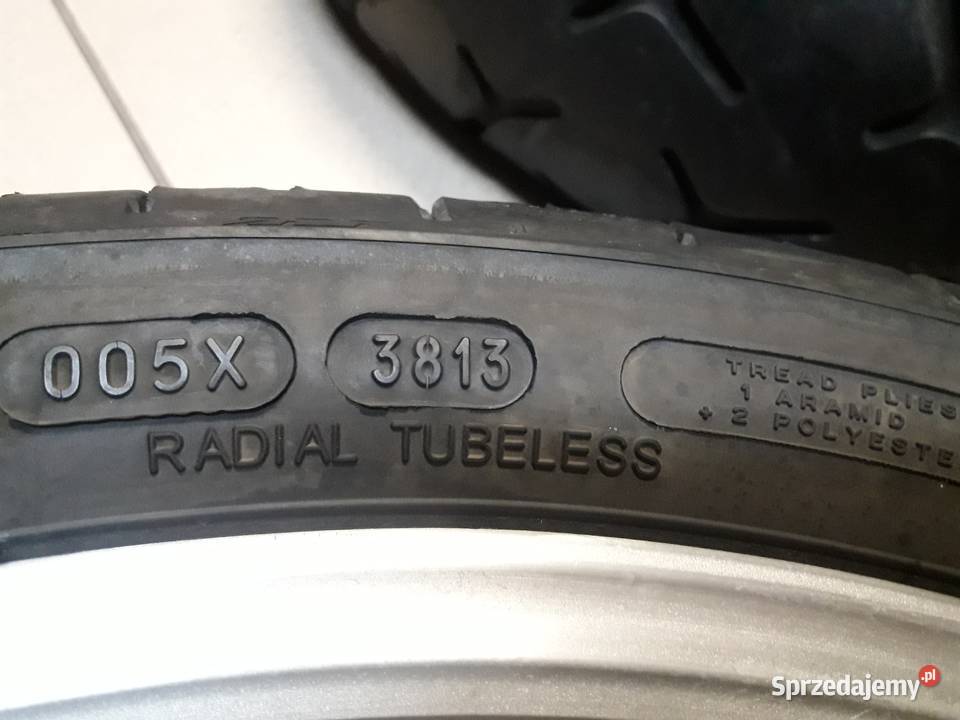 005X 3813
RADIAL TUBELESS
TREAD PLIES
1 ARAMID
+ 2 POLYESTE
Sprzedajemy.pl